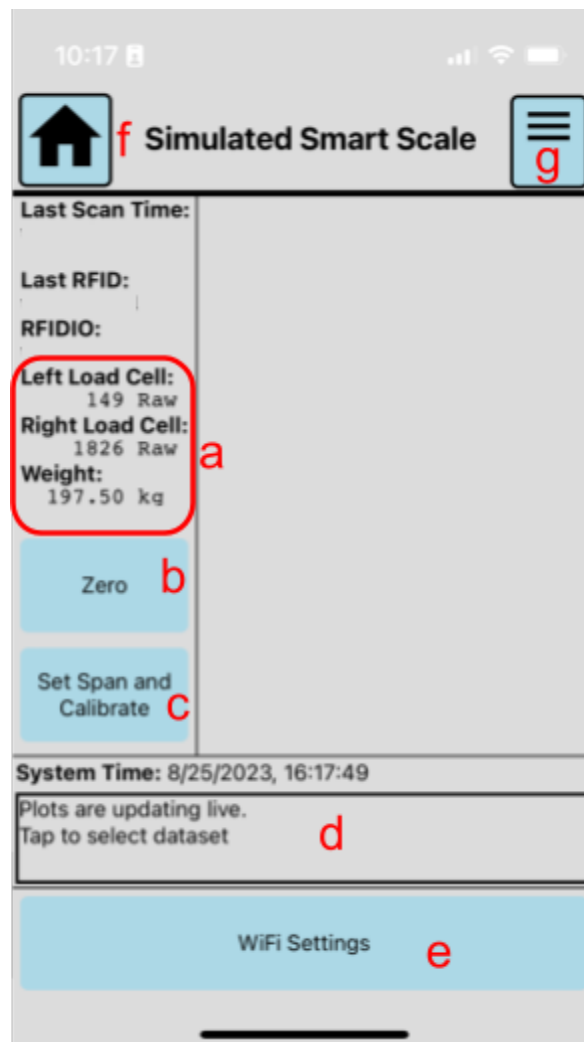 10:17
f Simulated Smart Scale
g
Last Scan Time:
Last RFID:
RFIDIO:
Left Load Cell:
149 Raw
Right Load Cell:
1826 Raw
a
Weight:
197.50 kg
Zero b
Set Span and
Calibrate c
System Time: 8/25/2023, 16:17:49
Plots are updating live.
Tap to select dataset
d
WiFi Settings e